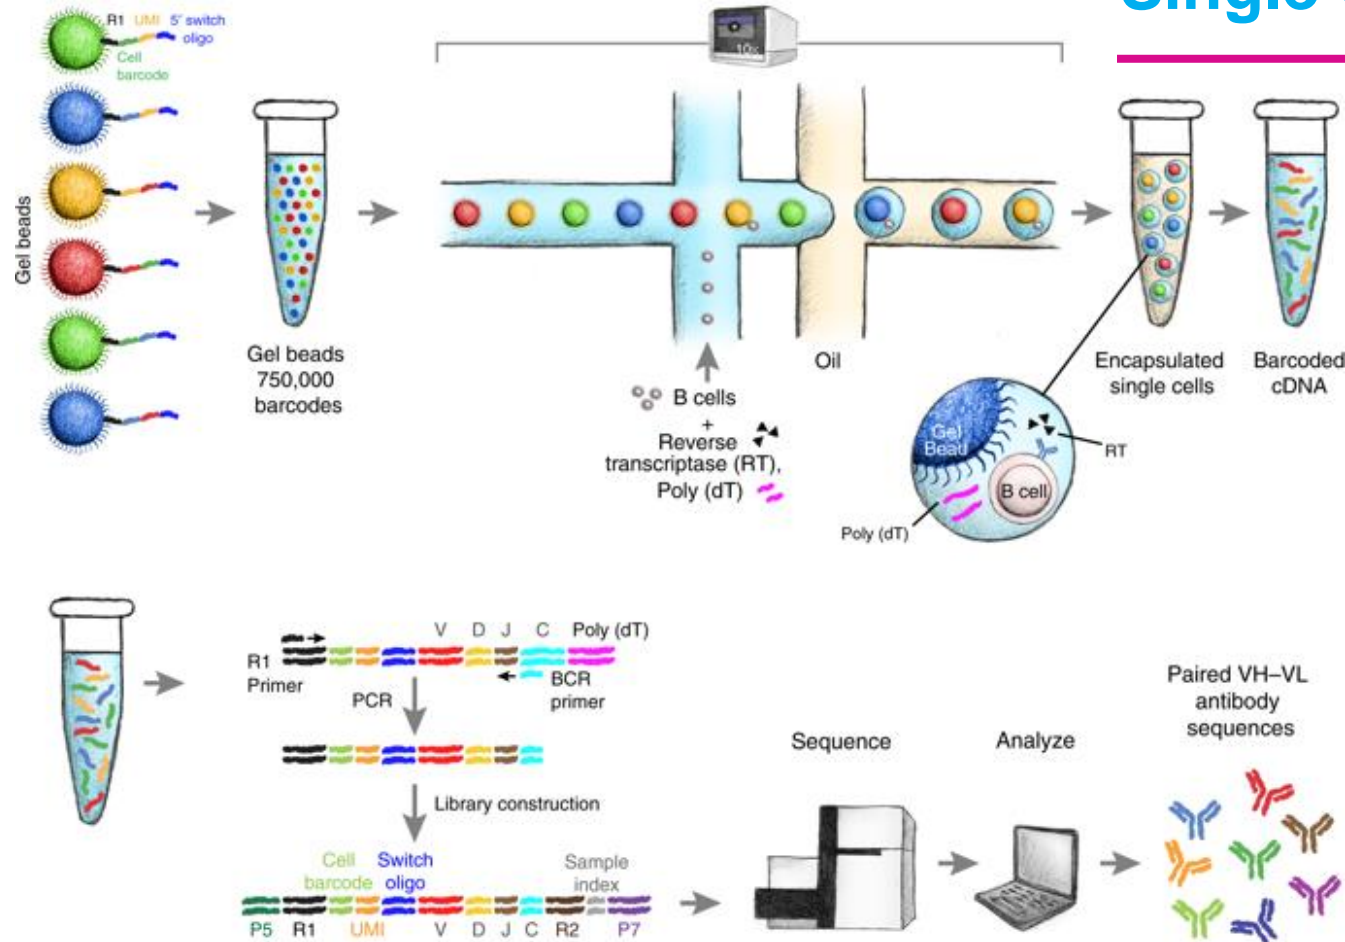 Single
R1 UMI 5' switch
oligo
Cell
barcode
10x
Gel beads
Gel beads
750,000
barcodes
Oil
B cells
+
Reverse
transcriptase (RT),
Poly (dT)
Encapsulated
single cells
Barcoded
cDNA
Gel
Bead
RT
B cell
Poly (dT)
V D J C Poly (dT)
R1
Primer
BCR
primer
PCR
Library construction
Cell
barcode
Switch
oligo
Sample
index
P5 R1 UMI V D J C R2 P7
Sequence
Analyze
Paired VH–VL
antibody
sequences